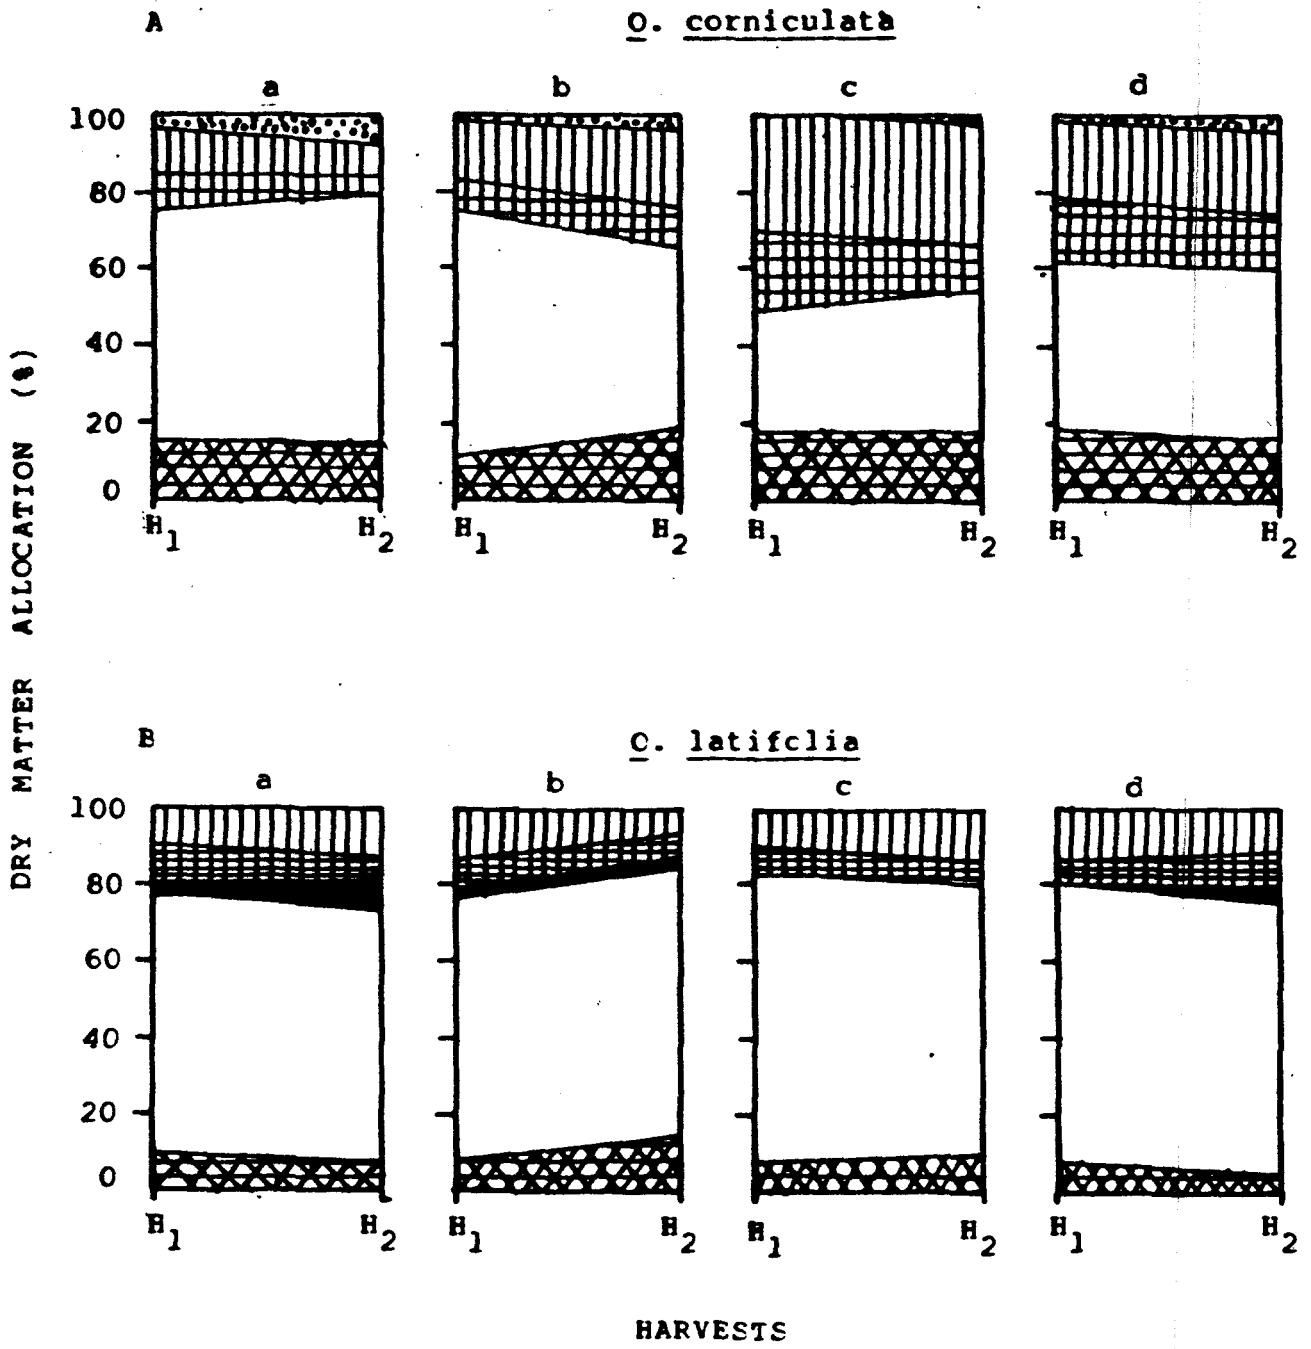 A
O. corniculata
a b c d
100
80
60
40
20
0
H1 H2 H1 H2 H1 H2 H1 H2
DRY MATTER ALLOCATION (%)
B
O. latifclia
a b c d
100
80
60
40
20
0
H1 H2 H1 H2 H1 H2 H1 H2
HARVESTS